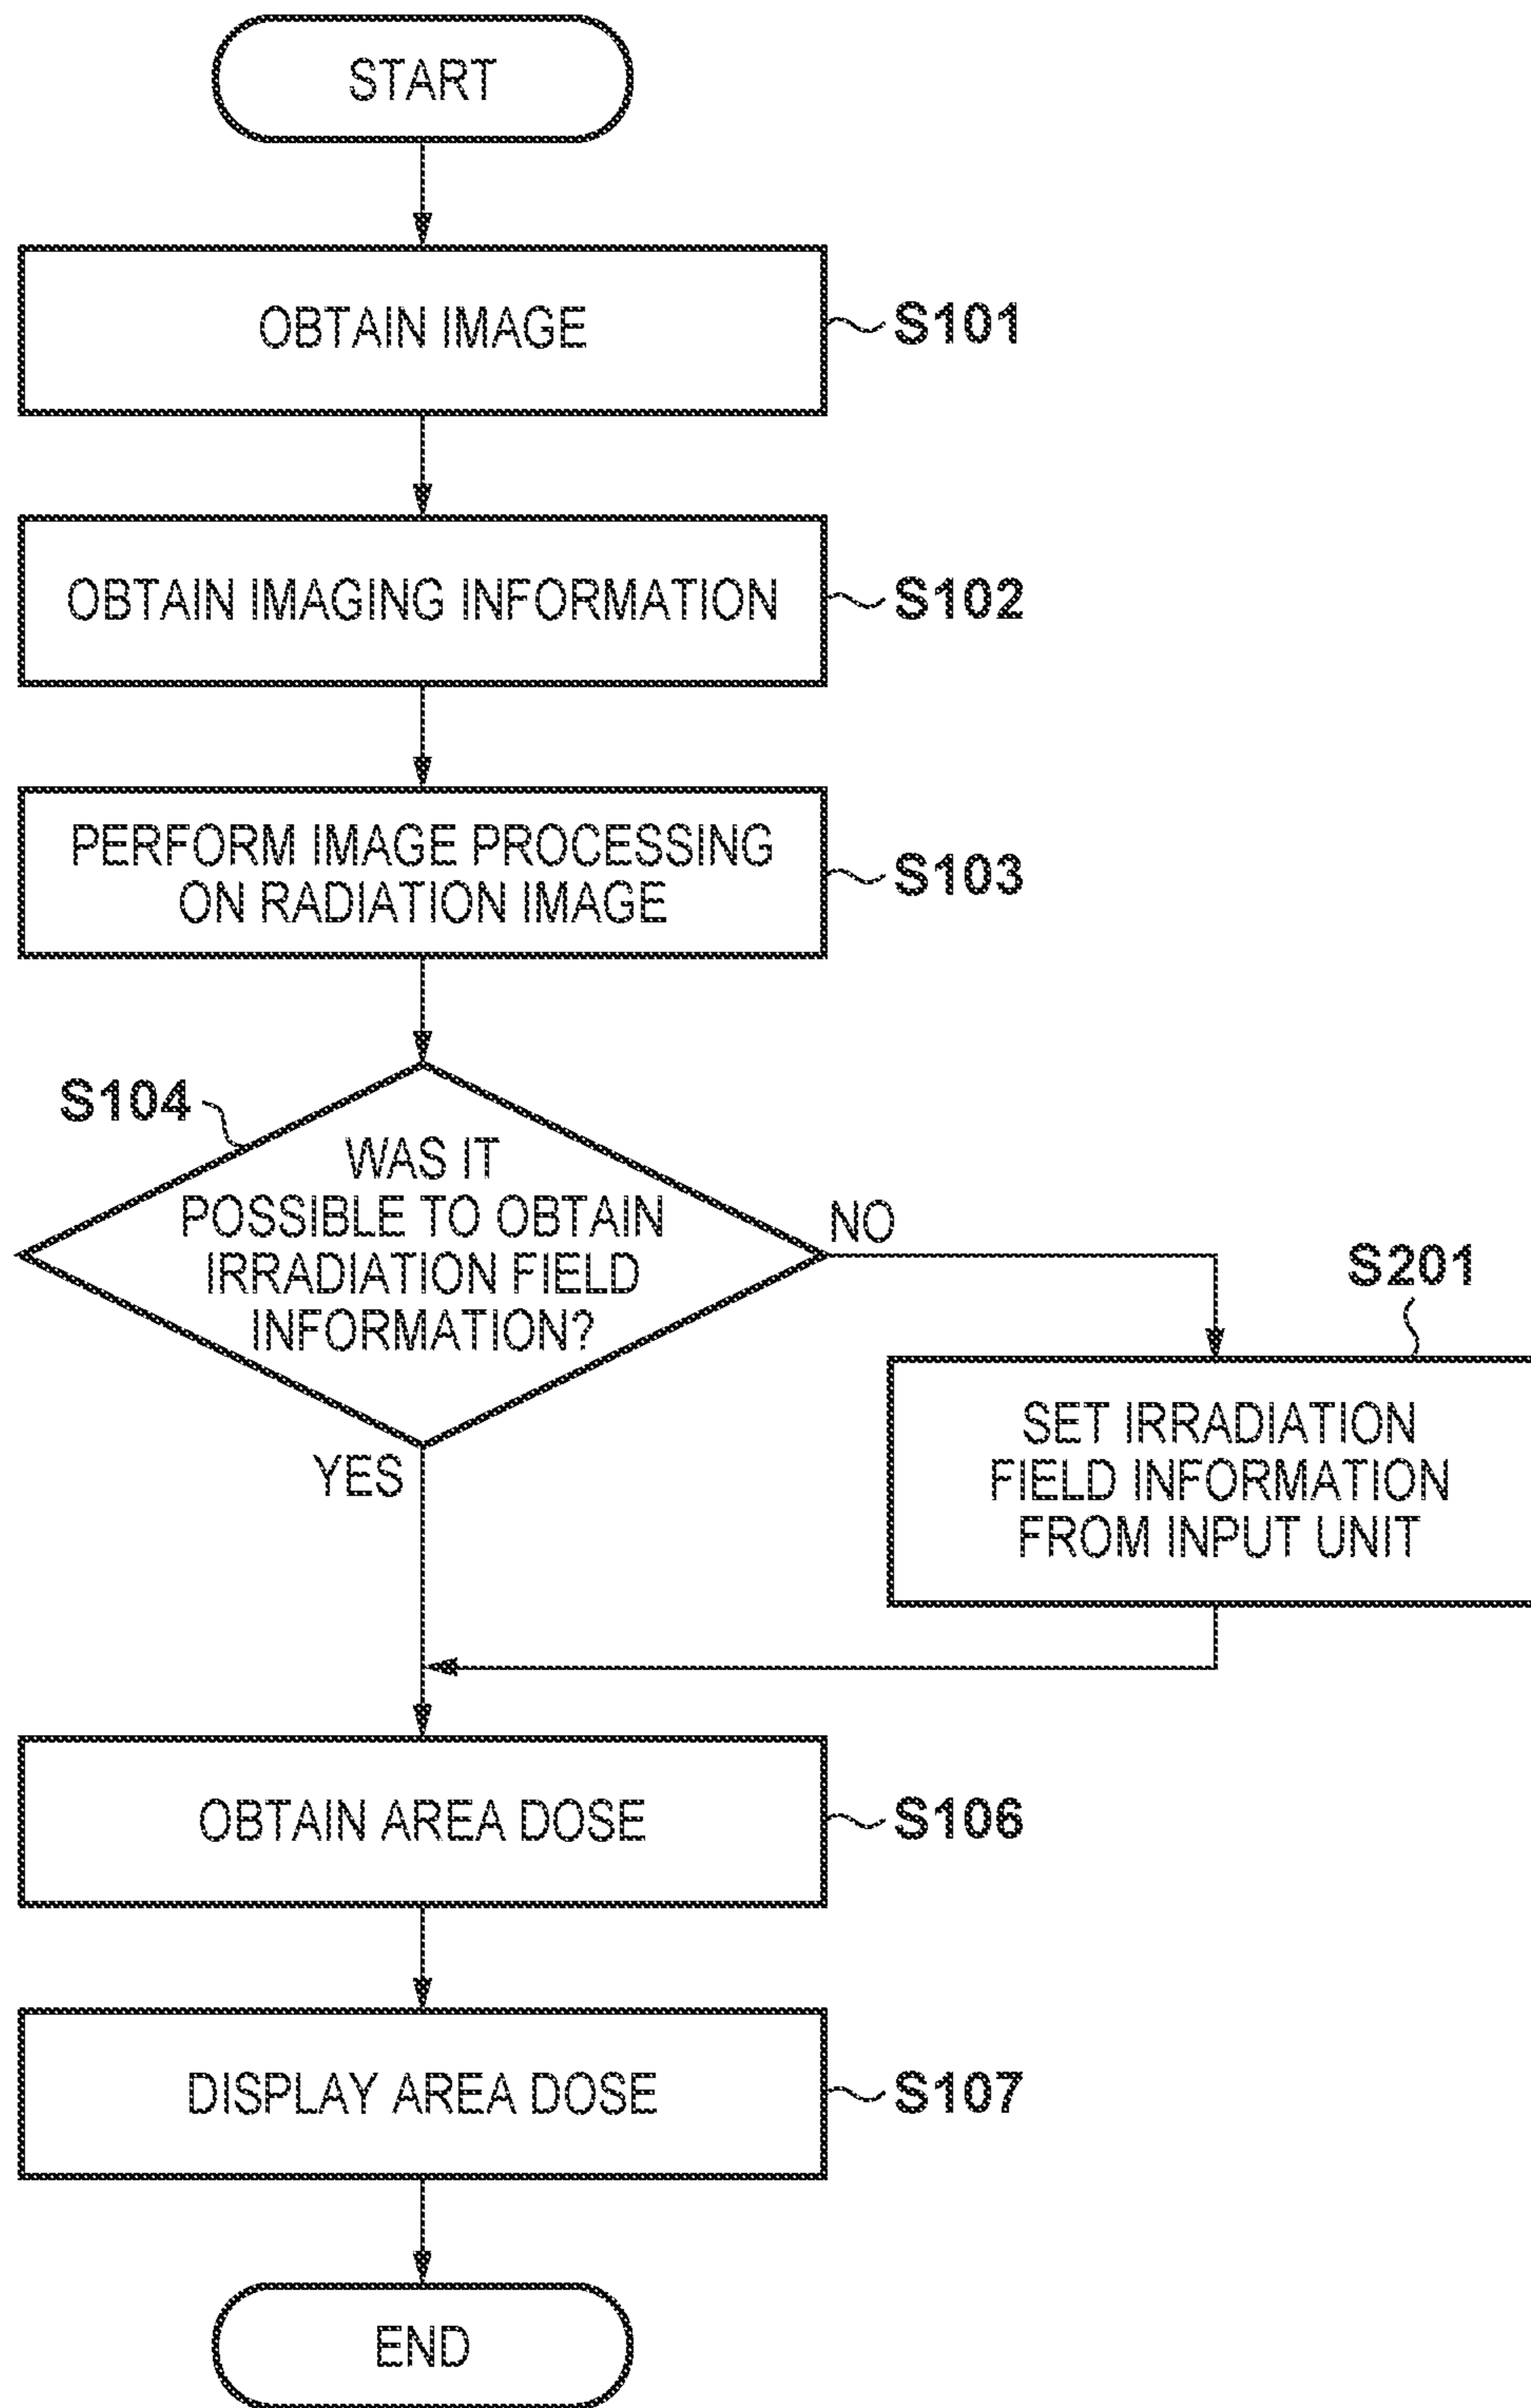 START
OBTAIN IMAGE
S101
OBTAIN IMAGING INFORMATION
S102
PERFORM IMAGE PROCESSING
ON RADIATION IMAGE
S103
S104
WAS IT
POSSIBLE TO OBTAIN
IRRADIATION FIELD
INFORMATION?
NO
YES
S201
SET IRRADIATION
FIELD INFORMATION
FROM INPUT UNIT
OBTAIN AREA DOSE
S106
DISPLAY AREA DOSE
S107
END